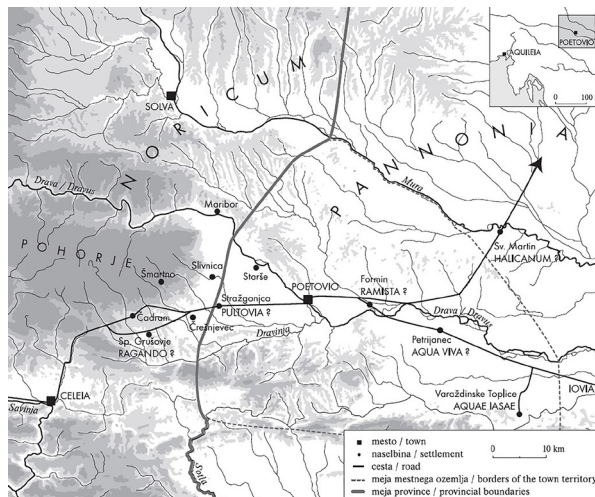 NORICUM
PANNONIA
SOLVA
POETOVIO
AQUILEIA
0 100
Mura
Drava / Dravus
Maribor
POHORJE
Sv. Martin
HALICANUM ?
Slivnica
Starše
Šmartno
POETOVIO
Formin
RAMISTA ?
Stražgonjca
PULTOVIA ?
Čadram
Črešnjevec
Dravinja
Drava / Dravus
Sp. Grušovje
RAGANDO ?
Petrijanec
AQUA VIVA ?
CELEIA
Savinja
Varaždinske Toplice
AQUAE IASAE
IOVIA
Sotla
mesto / town
naselbina / settlement
cesta / road
meja mestnega ozemlja / borders of the town territory
meja province / provincial boundaries
0 10 km